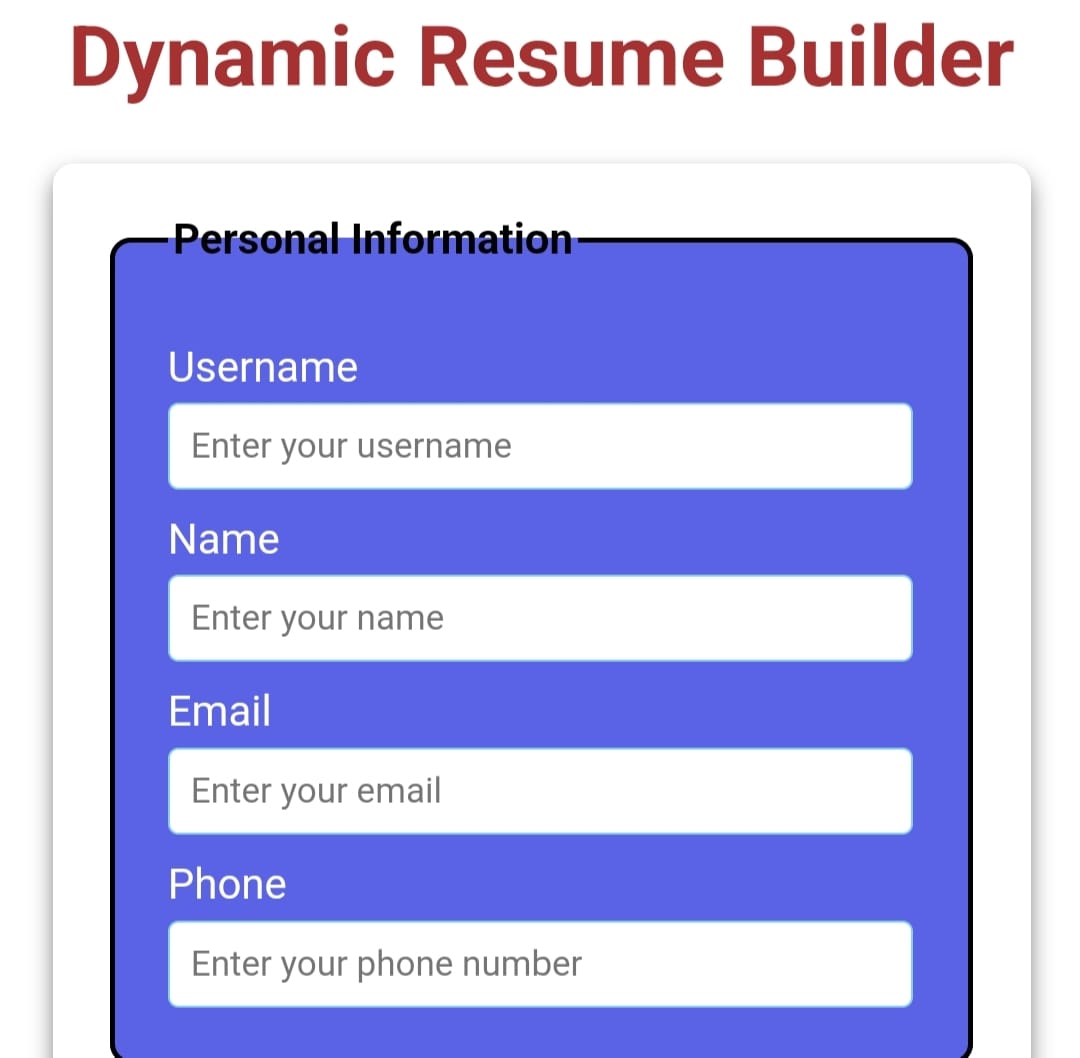 Dynamic Resume Builder
Personal Information
Username
Enter your username
Name
Enter your name
Email
Enter your email
Phone
Enter your phone number